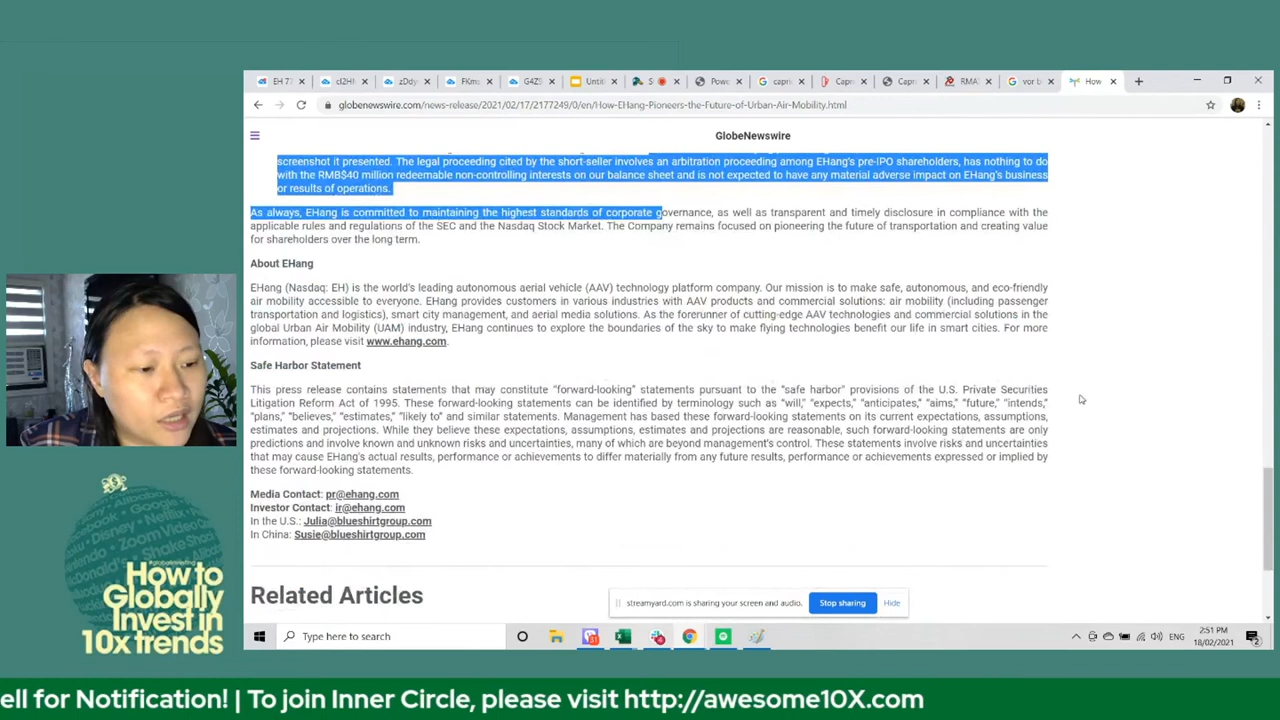 EH 77
cI2Hl
zDdy
FKms
G4Z5
Untitl
S
Powe
capric
Capr
Capri
RMA
vor b
How
globenewswire.com/news-release/2021/02/17/2177249/0/en/How-EHang-Pioneers-the-Future-of-Urban-Air-Mobility.html
GlobeNewswire
screenshot it presented. The legal proceeding cited by the short-seller involves an arbitration proceeding among EHang's pre-IPO shareholders, has nothing to do
with the RMB$40 million redeemable non-controlling interests on our balance sheet and is not expected to have any material adverse impact on EHang's business
or results of operations.
As always, EHang is committed to maintaining the highest standards of corporate governance, as well as transparent and timely disclosure in compliance with the
applicable rules and regulations of the SEC and the Nasdaq Stock Market. The Company remains focused on pioneering the future of transportation and creating value
for shareholders over the long term.
About EHang
EHang (Nasdaq: EH) is the world's leading autonomous aerial vehicle (AAV) technology platform company. Our mission is to make safe, autonomous, and eco-friendly
air mobility accessible to everyone. EHang provides customers in various industries with AAV products and commercial solutions: air mobility (including passenger
transportation and logistics), smart city management, and aerial media solutions. As the forerunner of cutting-edge AAV technologies and commercial solutions in the
global Urban Air Mobility (UAM) industry, EHang continues to explore the boundaries of the sky to make flying technologies benefit our life in smart cities. For more
information, please visit www.ehang.com.
Safe Harbor Statement
This press release contains statements that may constitute “forward-looking” statements pursuant to the “safe harbor” provisions of the U.S. Private Securities
Litigation Reform Act of 1995. These forward-looking statements can be identified by terminology such as “will,” “expects,” “anticipates,” “aims,” “future,” “intends,”
“plans,” “believes,” “estimates,” “likely to” and similar statements. Management has based these forward-looking statements on its current expectations, assumptions,
estimates and projections. While they believe these expectations, assumptions, estimates and projections are reasonable, such forward-looking statements are only
predictions and involve known and unknown risks and uncertainties, many of which are beyond management's control. These statements involve risks and uncertainties
that may cause EHang's actual results, performance or achievements to differ materially from any future results, performance or achievements expressed or implied by
these forward-looking statements.
Media Contact: pr@ehang.com
Investor Contact: ir@ehang.com
In the U.S.: Julia@blueshirtgroup.com
In China: Susie@blueshirtgroup.com
Related Articles
streamyard.com is sharing your screen and audio.
Stop sharing
Hide
Type here to search
ENG
2:51 PM
18/02/2021
How to
Globally
Invest in
10x trends
ell for Notification! | To join Inner Circle, please visit http://awesome10X.com